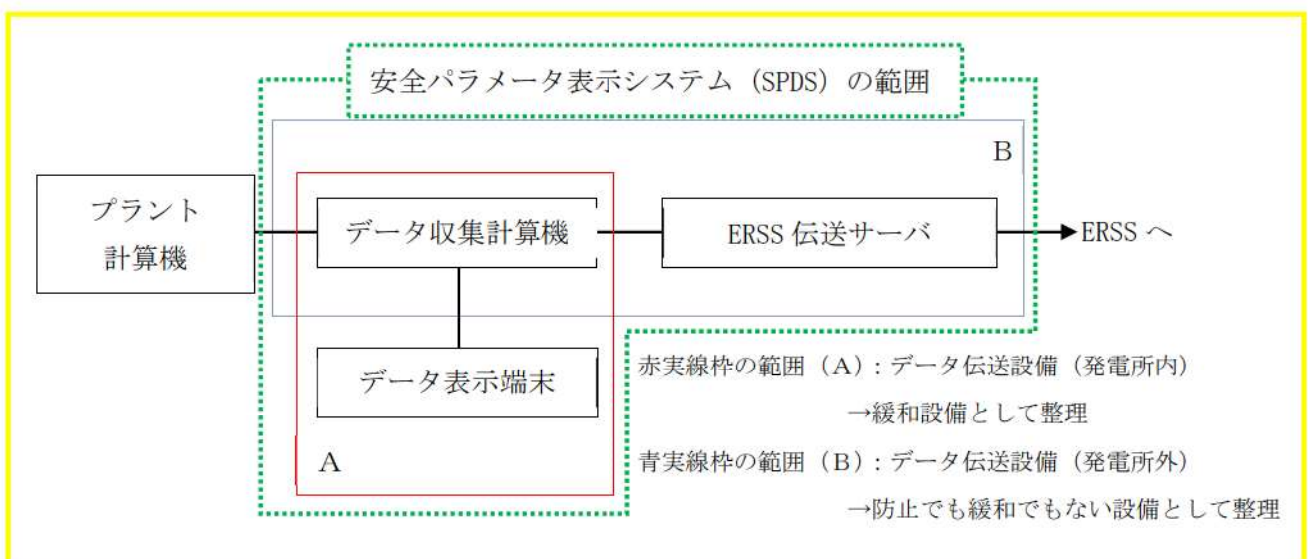 安全パラメータ表示システム（SPDS）の範囲
B
プラント
計算機
データ収集計算機
ERSS 伝送サーバ
ERSS へ
データ表示端末
A
赤実線枠の範囲（A）：データ伝送設備（発電所内）
→緩和設備として整理
青実線枠の範囲（B）：データ伝送設備（発電所外）
→防止でも緩和でもない設備として整理